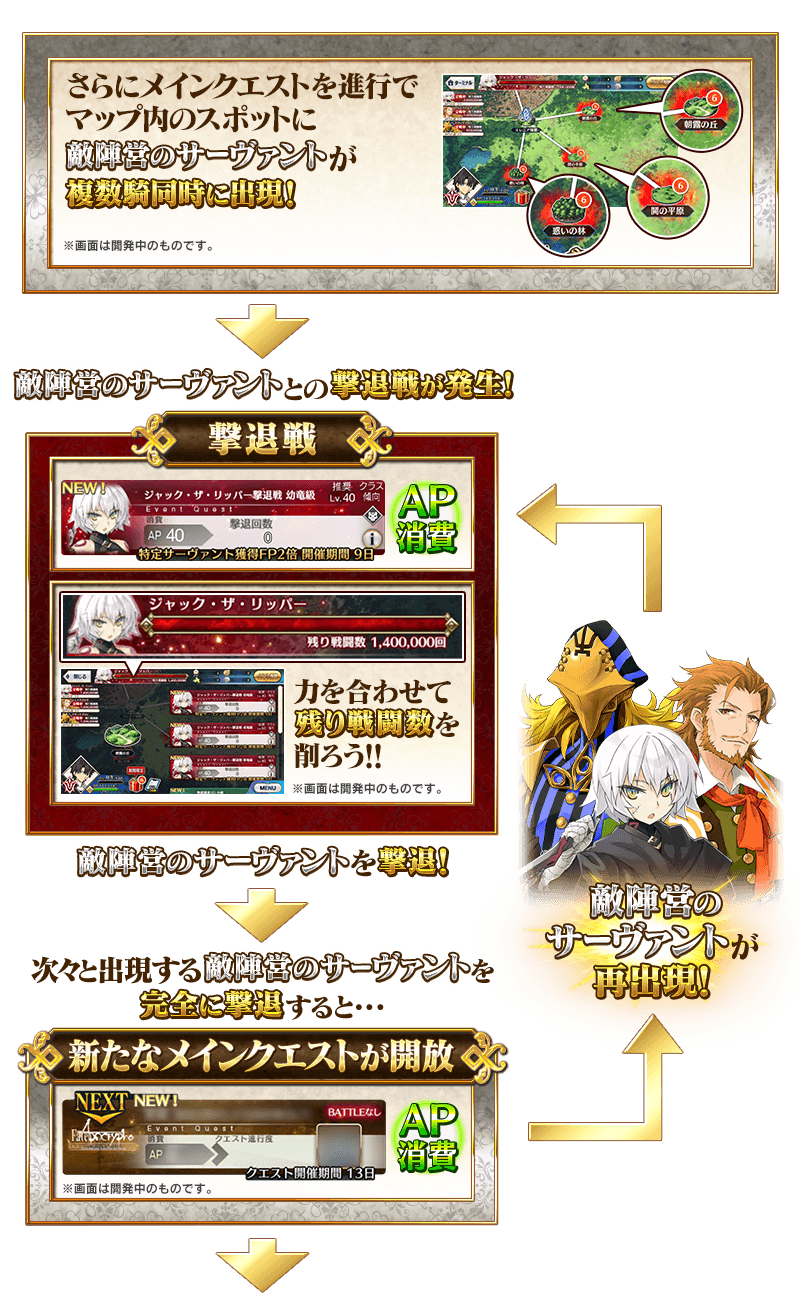 さらにメインクエストを進行で
マップ内のスポットに
敵陣営のサーヴァントが
複数騎同時に出現！
※画面は開発中のものです。
ターミナル
6
朝霧の丘
6
鬨の平原
6
惑いの林
敵陣営のサーヴァントとの撃退戦が発生！
撃退戦
NEW!
ジャック・ザ・リッパー撃退戦 幼竜級
推奨 クラス
Lv.40 傾向
Event Quest
消費
AP 40
撃退回数
0
特定サーヴァント獲得FP2倍 開催期間 9日
AP
消費
ジャック・ザ・リッパー
残り戦闘数 1,400,000回
閉じる
MENU
力を合わせて
残り戦闘数を
削ろう!!
※画面は開発中のものです。
敵陣営のサーヴァントを撃退！
次々と出現する敵陣営のサーヴァントを
完全に撃退すると…
敵陣営の
サーヴァントが
再出現！
新たなメインクエストが開放
NEXT NEW!
BATTLEなし
Fate/Apocrypha
Event Quest
消費
AP
クエスト進行度
クエスト開催期間 13日
AP
消費
※画面は開発中のものです。